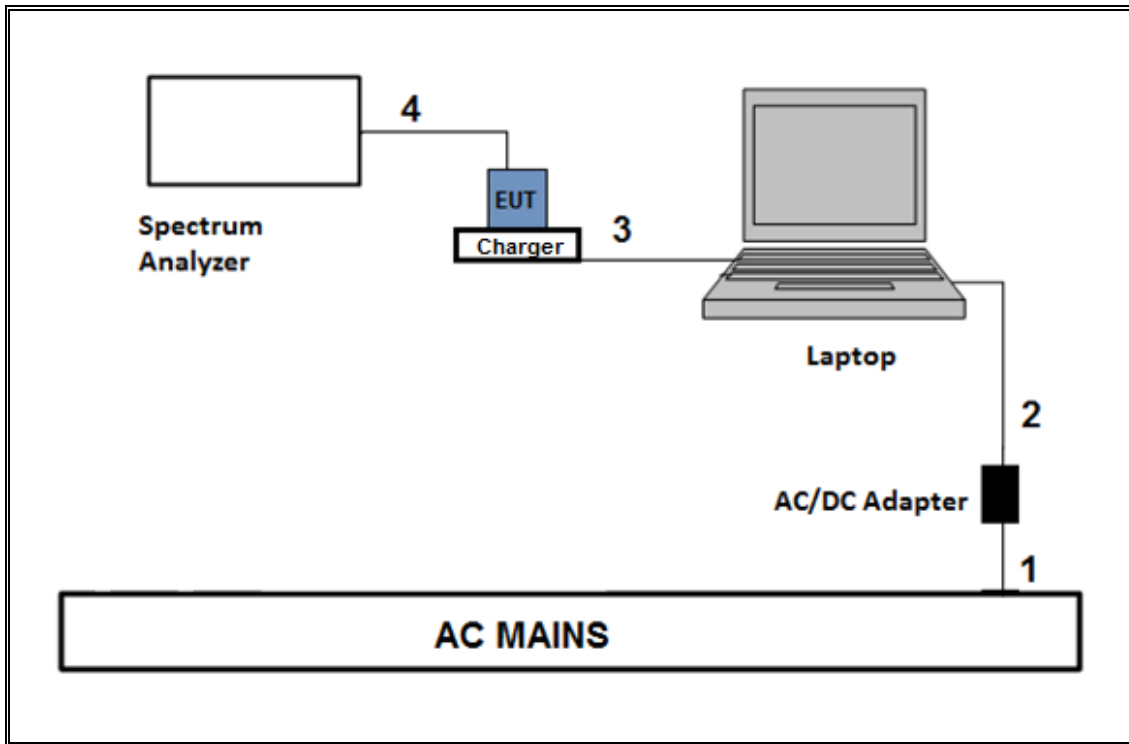 4
EUT
Charger
3
Spectrum
Analyzer
Laptop
2
AC/DC Adapter
1
AC MAINS